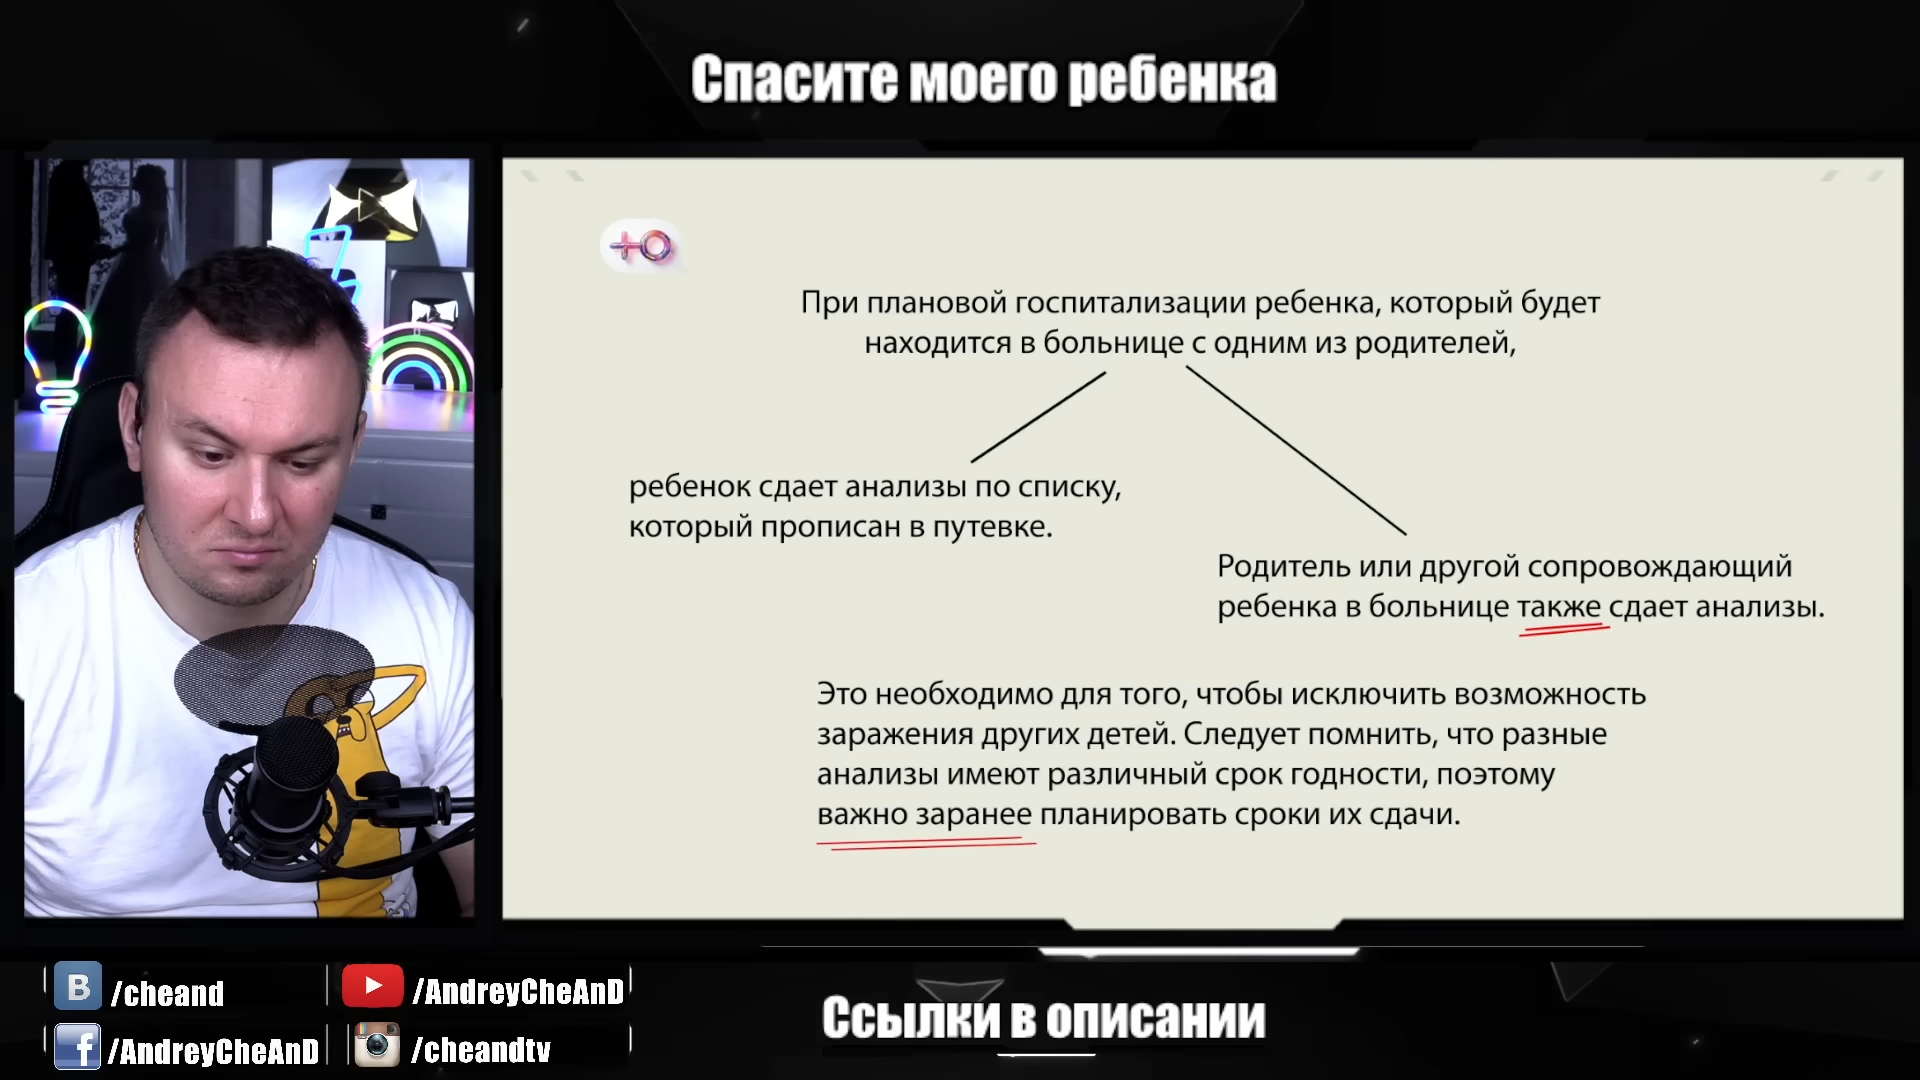 Спасите моего ребенка
Ю
При плановой госпитализации ребенка, который будет
находится в больнице с одним из родителей,
ребенок сдает анализы по списку,
который прописан в путевке.
Родитель или другой сопровождающий
ребенка в больнице также сдает анализы.
Это необходимо для того, чтобы исключить возможность
заражения других детей. Следует помнить, что разные
анализы имеют различный срок годности, поэтому
важно заранее планировать сроки их сдачи.
В /cheand
/AndreyCheAnD
f /AndreyCheAnD
/cheandtv
Ссылки в описании